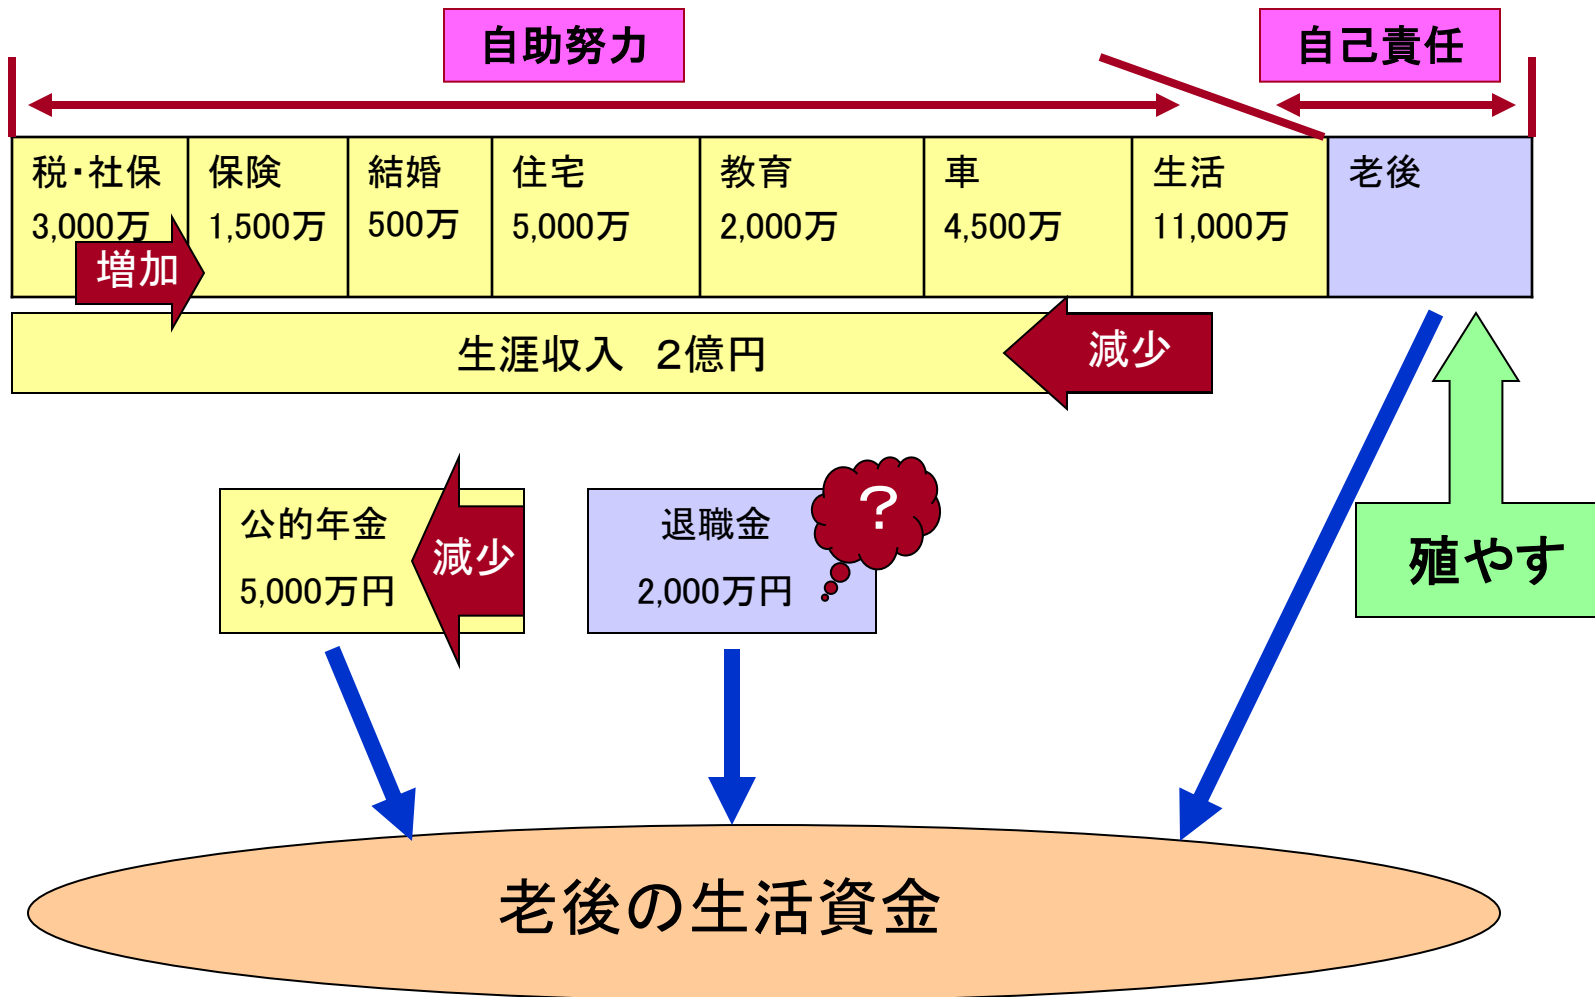 自助努力
自己責任
税・社保
3,000万
保険
1,500万
結婚
500万
住宅
5,000万
教育
2,000万
車
4,500万
生活
11,000万
老後
増加
生涯収入　２億円
減少
公的年金
5,000万円
減少
退職金
2,000万円
？
殖やす
老後の生活資金